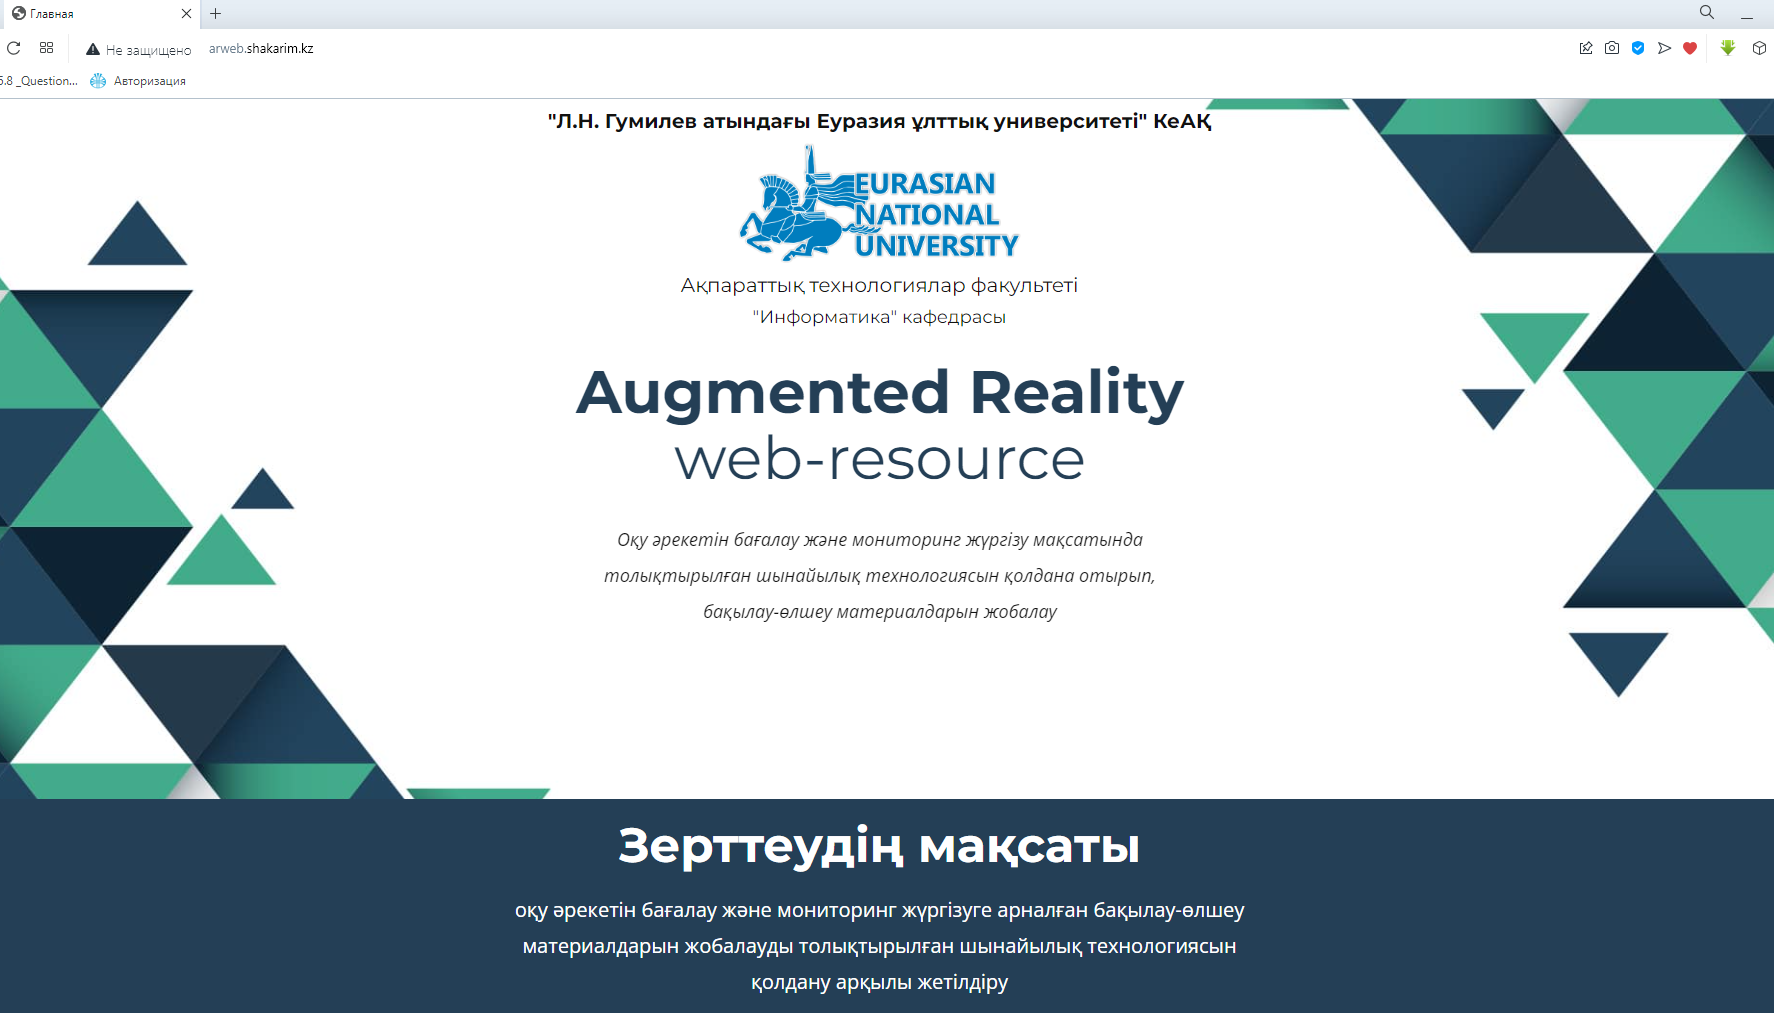 Главная
Не защищено arweb.shakarim.kz
5.8 _Question... Авторизация
"Л.Н. Гумилев атындағы Еуразия ұлттық университеті" КеАҚ
EURASIAN
NATIONAL
UNIVERSITY
Ақпараттық технологиялар факультеті
"Информатика" кафедрасы
Augmented Reality
web-resource
Оқу әрекетін бағалау және мониторинг жүргізу мақсатында
толықтырылған шынайылық технологиясын қолдана отырып,
бақылау-өлшеу материалдарын жобалау
Зерттеудің мақсаты
оқу әрекетін бағалау және мониторинг жүргізуге арналған бақылау-өлшеу
материалдарын жобалауды толықтырылған шынайылық технологиясын
қолдану арқылы жетілдіру